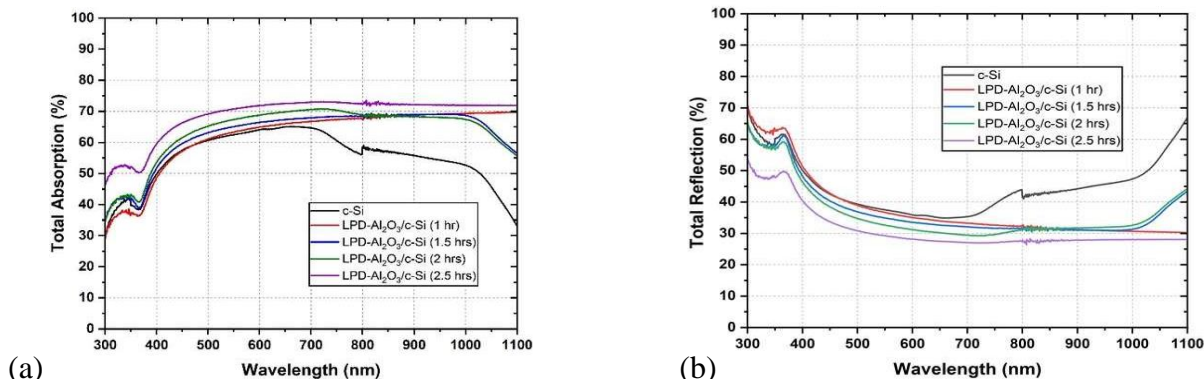 100
90
80
70
60
50
40
30
20
10
0
Total Absorption (%)
c-Si
LPD-Al₂O₃/c-Si (1 hr)
LPD-Al₂O₃/c-Si (1.5 hrs)
LPD-Al₂O₃/c-Si (2 hrs)
LPD-Al₂O₃/c-Si (2.5 hrs)
300 400 500 600 700 800 900 1000 1100
Wavelength (nm)
(a)
100
90
80
70
60
50
40
30
20
10
0
Total Reflection (%)
c-Si
LPD-Al₂O₃/c-Si (1 hr)
LPD-Al₂O₃/c-Si (1.5 hrs)
LPD-Al₂O₃/c-Si (2 hrs)
LPD-Al₂O₃/c-Si (2.5 hrs)
300 400 500 600 700 800 900 1000 1100
Wavelength (nm)
(b)